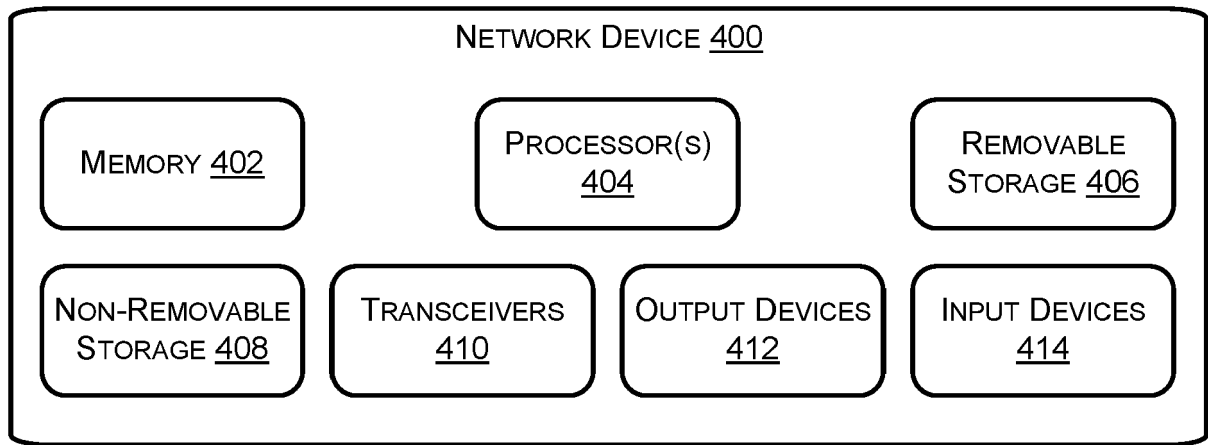 NETWORK DEVICE 400
MEMORY 402
PROCESSOR(S)
404
REMOVABLE
STORAGE 406
NON-REMOVABLE
STORAGE 408
TRANSCEIVERS
410
OUTPUT DEVICES
412
INPUT DEVICES
414